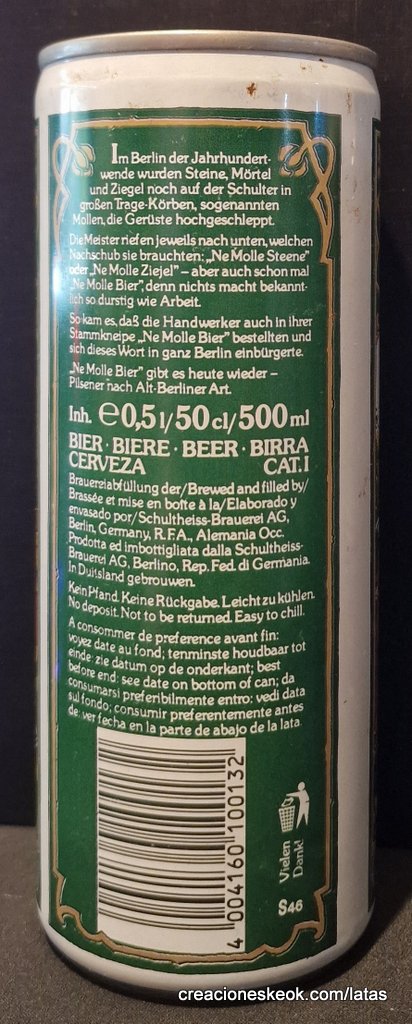 Im Berlin der Jahrhundert-
wende wurden Steine, Mörtel
und Ziegel noch auf der Schulter in
großen Trage-Körben, sogenannten
Mollen, die Gerüste hochgeschleppt.
Die Meister riefen jeweils nach unten, welchen
Nachschub sie brauchten: „Ne Molle Steene"
oder „Ne Molle Ziejel" – aber auch schon mal
„Ne Molle Bier", denn nichts macht bekannt-
lich so durstig wie Arbeit.
So kam es, daß die Handwerker auch in ihrer
Stammkneipe „Ne Molle Bier" bestellten und
sich dieses Wort in ganz Berlin einbürgerte.
„Ne Molle Bier" gibt es heute wieder –
Pilsener nach Alt-Berliner Art.
Inh. e 0,5 l/50 cl/500 ml
BIER · BIERE · BEER · BIRRA
CERVEZA CAT. I
Brauereiabfüllung der/Brewed and filled by/
Brassée et mise en botte à la/Elaborado y
envasado por/Schultheiss-Brauerei AG,
Berlin, Germany, R.F.A., Alemania Occ.
Prodotta ed imbottigliata dalla Schultheiss-
Brauerei AG, Berlino, Rep. Fed. di Germania.
In Duitsland gebrouwen.
Kein Pfand. Keine Rückgabe. Leicht zu kühlen.
No deposit. Not to be returned. Easy to chill.
A consommer de preference avant fin:
voyez date au fond; tenminste houdbaar tot
einde: zie datum op de onderkant; best
before end: see date on bottom of can; da
consumarsi preferibilmente entro: vedi data
sul fondo; consumir preferentemente antes
de: ver fecha en la parte de abajo de la lata.
4 004160 100132
Vielen
Dank!
S46
creacioneskeok.com/latas